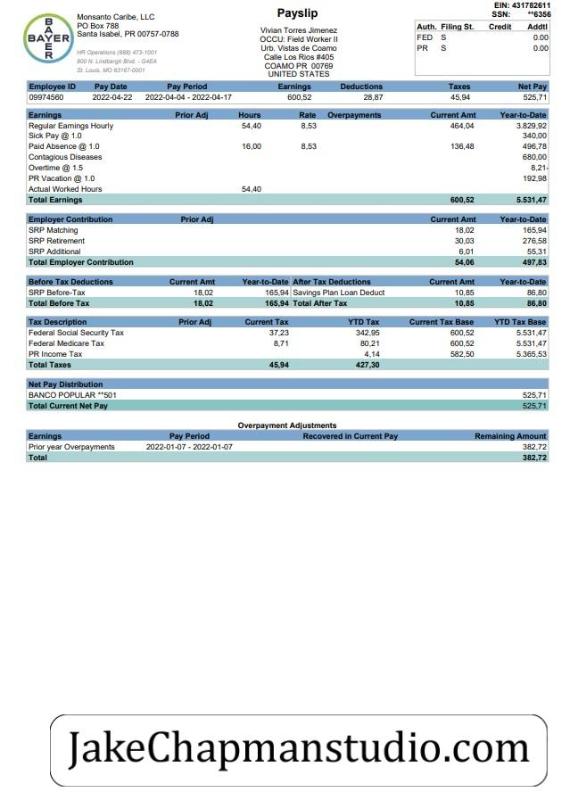 BAYER
BAYER
Monsanto Caribe, LLC
PO Box 788
Santa Isabel, PR 00757-0788
HR Operations (888) 473-1001
800 N. Lindbergh Blvd. - G4EA
St. Louis, MO 63167-0001
Payslip
Vivian Torres Jimenez
OCCU: Field Worker II
Urb. Vistas de Coamo
Calle Los Rios #405
COAMO PR 00769
UNITED STATES
EIN: 431782611
SSN: **6356
Auth. Filing St. Credit Addtl
FED S 0.00
PR S 0.00
Employee ID Pay Date Pay Period Earnings Deductions Taxes Net Pay
09974560 2022-04-22 2022-04-04 - 2022-04-17 600,52 28,87 45,94 525,71
Earnings Prior Adj Hours Rate Overpayments Current Amt Year-to-Date
Regular Earnings Hourly 54,40 8,53 464,04 3.829,92
Sick Pay @ 1.0 340,00
Paid Absence @ 1.0 16,00 8,53 136,48 496,78
Contagious Diseases 680,00
Overtime @ 1.5 8,21-
PR Vacation @ 1.0 192,98
Actual Worked Hours 54,40
Total Earnings 600,52 5.531,47
Employer Contribution Prior Adj Current Amt Year-to-Date
SRP Matching 18,02 165,94
SRP Retirement 30,03 276,58
SRP Additional 6,01 55,31
Total Employer Contribution 54,06 497,83
Before Tax Deductions Current Amt Year-to-Date After Tax Deductions Current Amt Year-to-Date
SRP Before-Tax 18,02 165,94 Savings Plan Loan Deduct 10,85 86,80
Total Before Tax 18,02 165,94 Total After Tax 10,85 86,80
Tax Description Prior Adj Current Tax YTD Tax Current Tax Base YTD Tax Base
Federal Social Security Tax 37,23 342,95 600,52 5.531,47
Federal Medicare Tax 8,71 80,21 600,52 5.531,47
PR Income Tax 4,14 582,50 5.365,53
Total Taxes 45,94 427,30
Net Pay Distribution
BANCO POPULAR **501 525,71
Total Current Net Pay 525,71
Overpayment Adjustments
Earnings Pay Period Recovered in Current Pay Remaining Amount
Prior year Overpayments 2022-01-07 - 2022-01-07 382,72
Total 382,72
JakeChapmanstudio.com